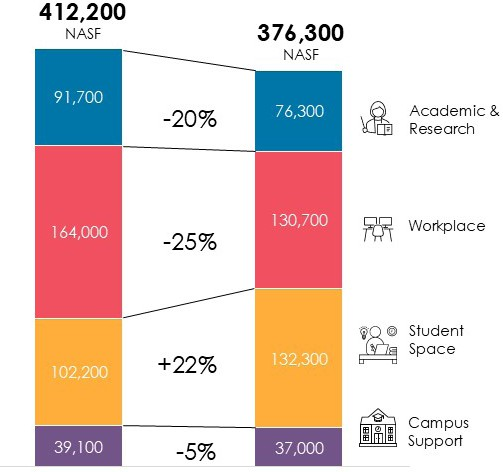 412,200
NASF
376,300
NASF
91,700
-20%
76,300
Academic &
Research
164,000
-25%
130,700
Workplace
102,200
+22%
132,300
Student
Space
39,100
-5%
37,000
Campus
Support